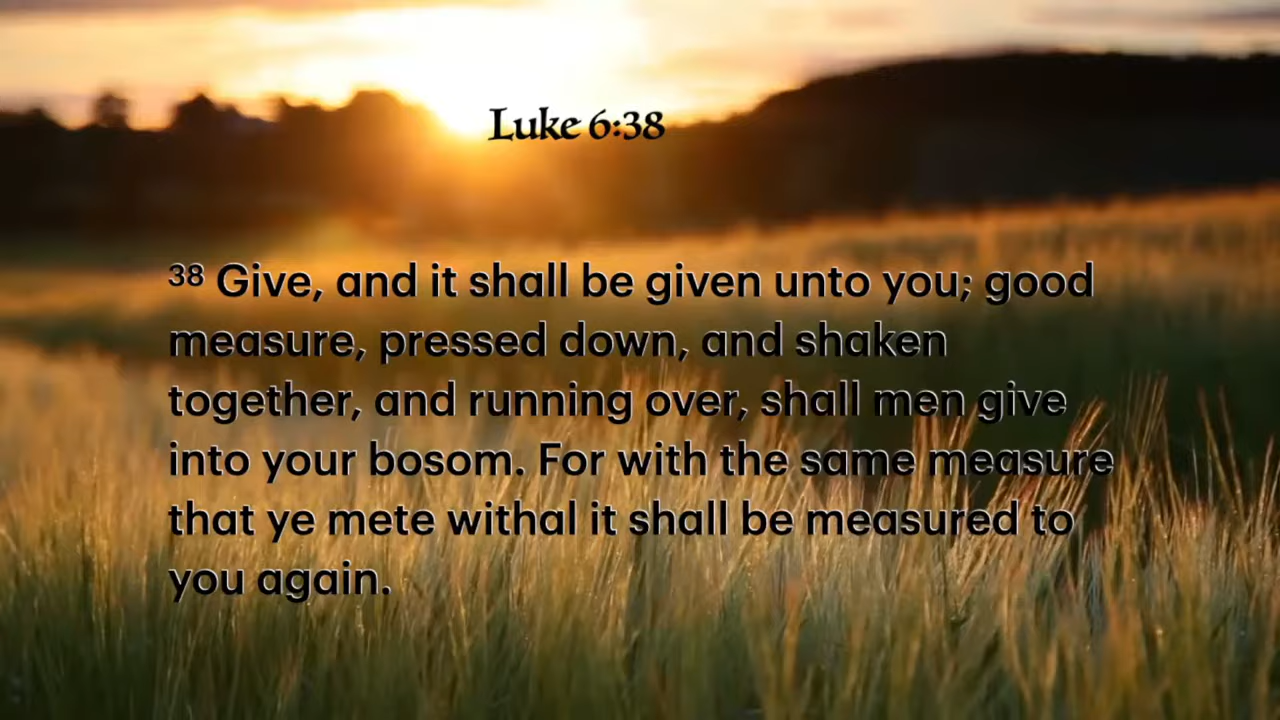 Luke 6:38
38 Give, and it shall be given unto you; good
measure, pressed down, and shaken
together, and running over, shall men give
into your bosom. For with the same measure
that ye mete withal it shall be measured to
you again.